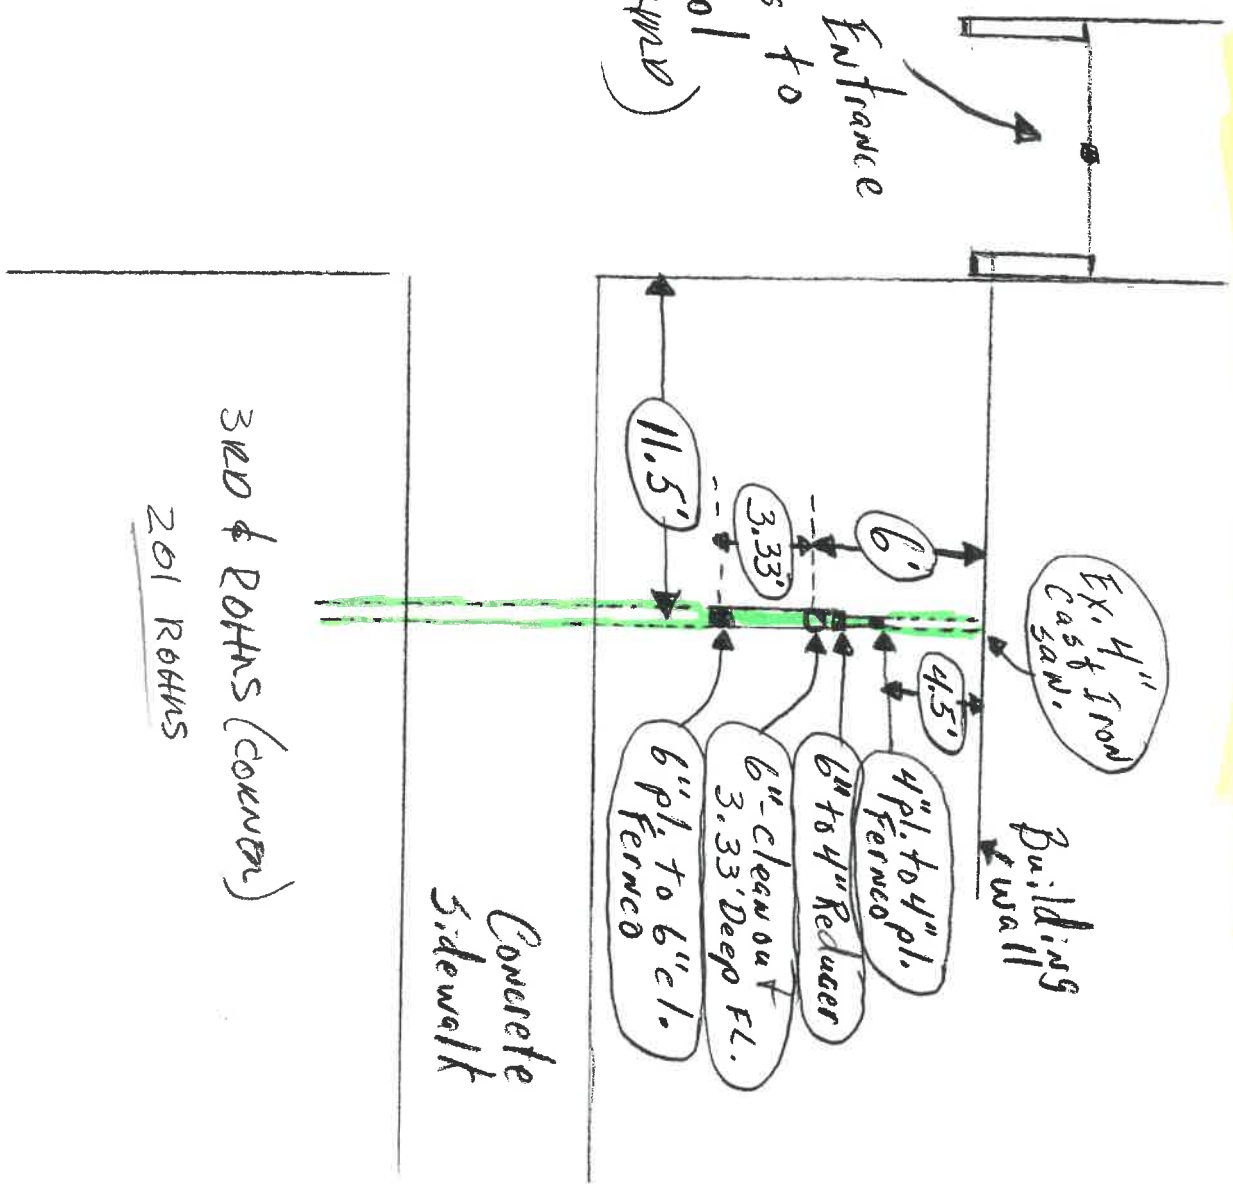 Entrance
to
Ex. 4"
Cast Iron
San.
Building
Wall
6'
4.5'
3.33'
11.5'
4" pl. to 4" pl.
Fernco
6" to 4" Reducer
6"-cleanout
3.33' Deep FL.
6" pl. to 6" cl.
Fernco
Concrete
Sidewalk
3RD & ROHNS (CORNER)
201 ROHNS